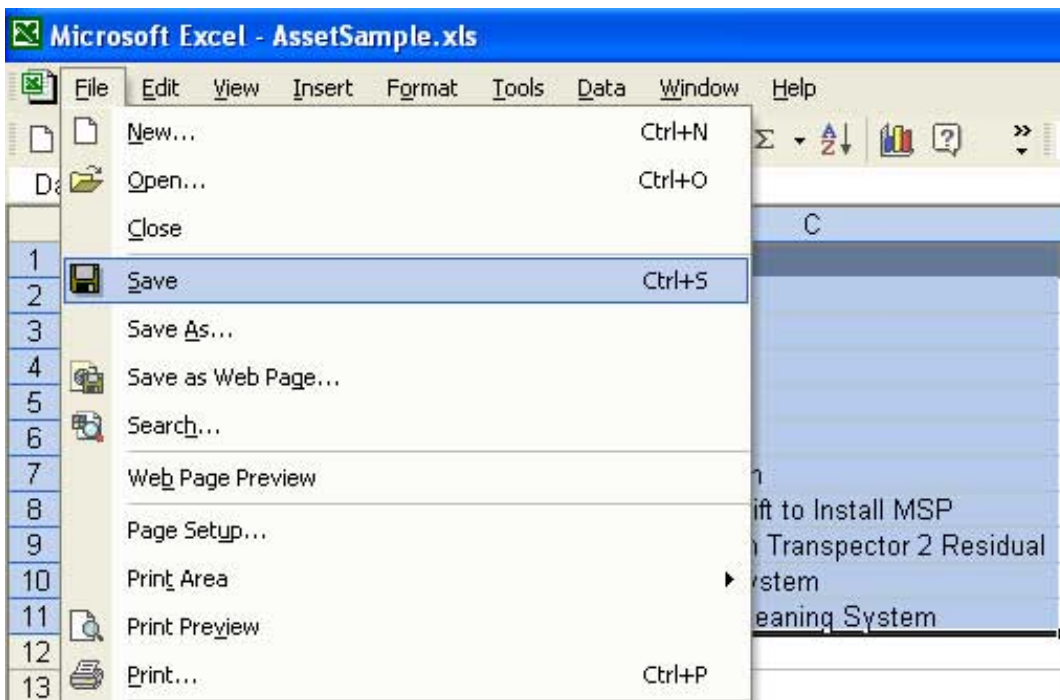 Microsoft Excel - AssetSample.xls
File Edit View Insert Format Tools Data Window Help
New... Ctrl+N
Open... Ctrl+O
Close
Save Ctrl+S
Save As...
Save as Web Page...
Search...
Web Page Preview
Page Setup...
Print Area
Print Preview
Print... Ctrl+P
Σ
A
Z
?
C
1
2
3
4
5
6
7
8 to Install MSP
9 Transpector 2 Residual
10
11 System
12
13